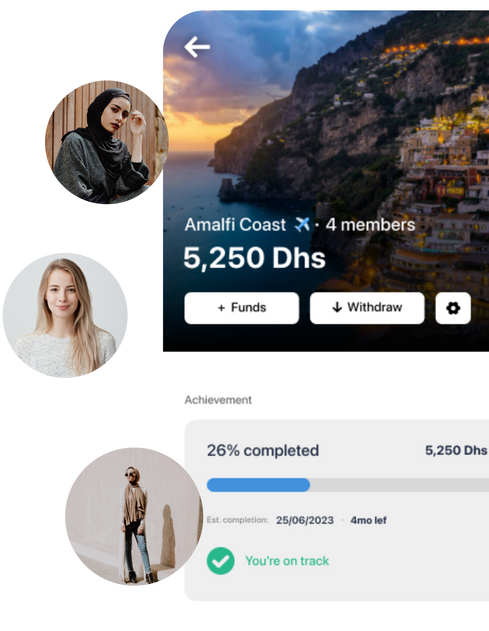 Amalfi Coast ✈️ · 4 members
5,250 Dhs
+ Funds
Withdraw
Achievement
26% completed
5,250 Dhs
Est. completion: 25/06/2023 · 4mo lef
You're on track